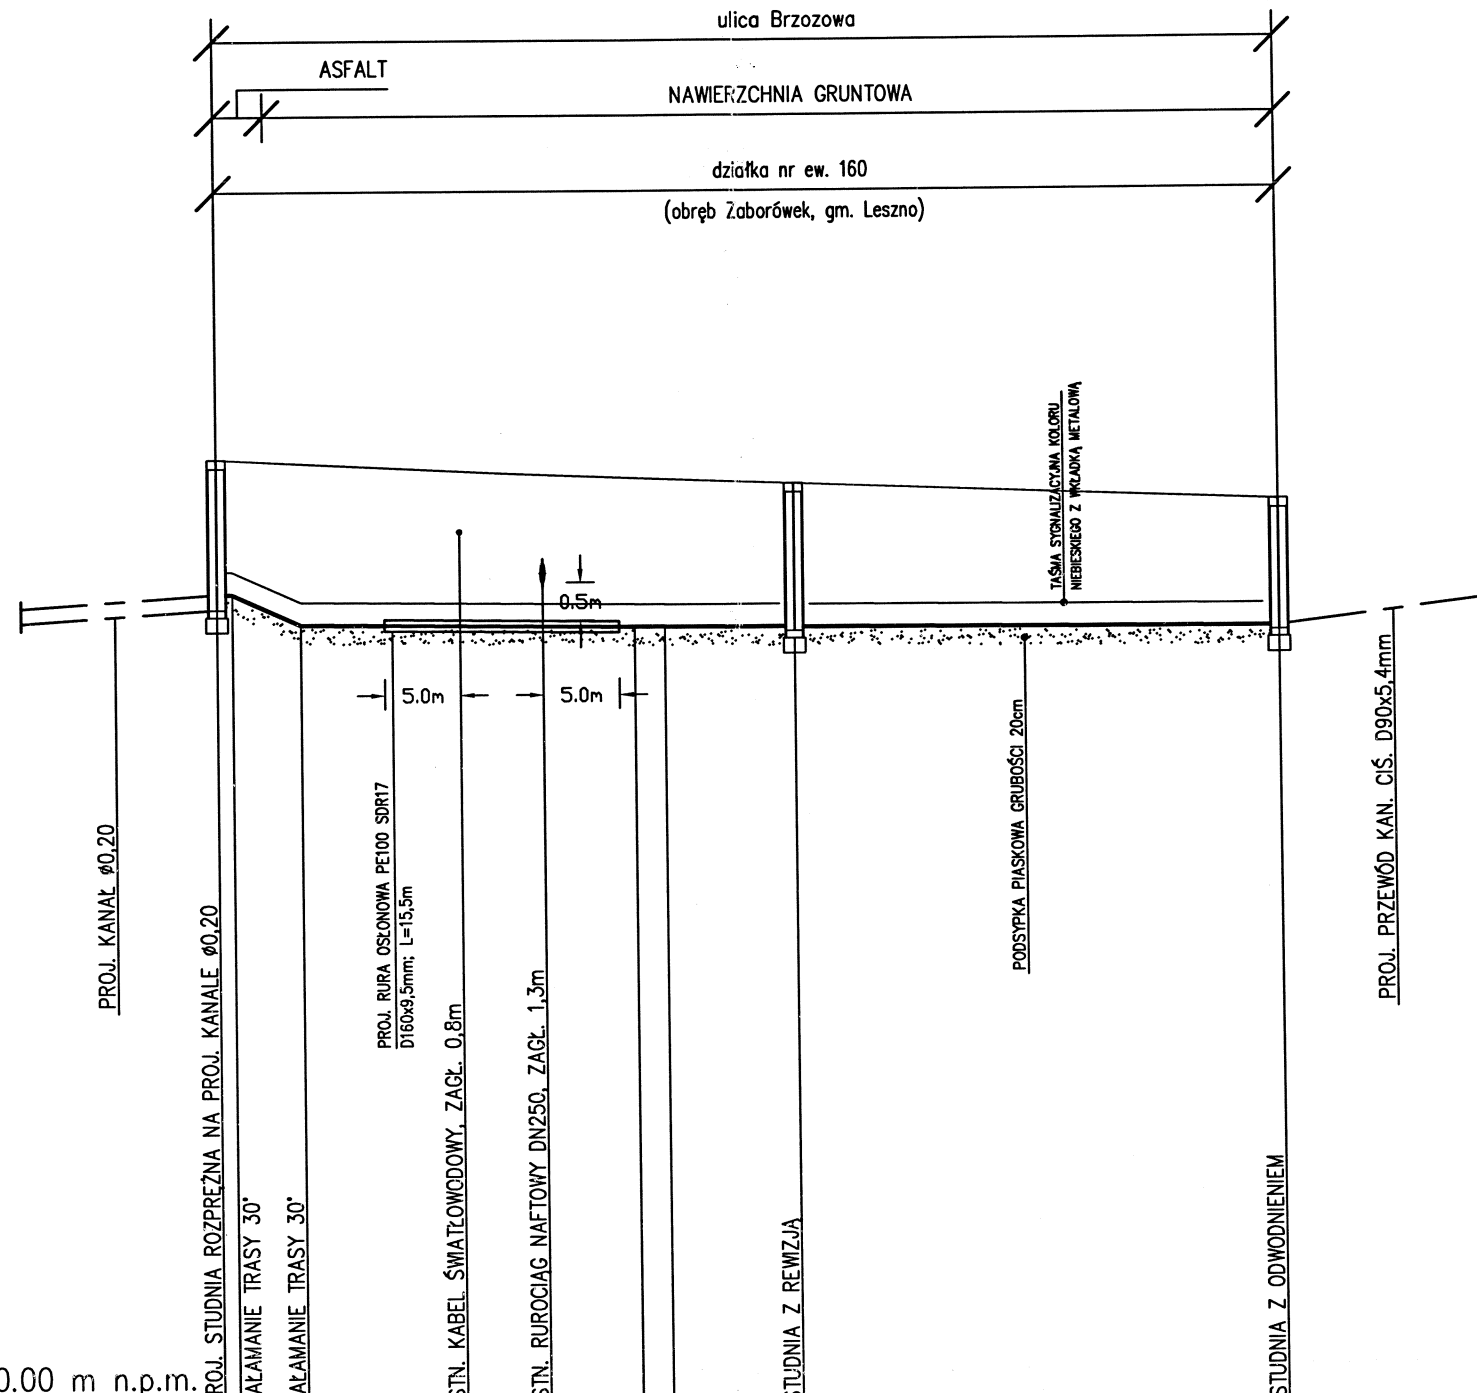 ulica Brzozowa
ASFALT
NAWIERZCHNIA GRUNTOWA
działka nr ew. 160
(obręb Zaborówek, gm. Leszno)
TAŚMA SYGNALIZACYJNA KOLORU
NIEBIESKIEGO Z WKŁADKĄ METALOWĄ
0.5m
5.0m
5.0m
PROJ. KANAŁ ø0,20
ROJ. STUDNIA ROZPRĘŻNA NA PROJ. KANALE ø0,20
AŁAMANIE TRASY 30°
AŁAMANIE TRASY 30°
PROJ. RURA OSŁONOWA PE100 SDR17
D160x9,5mm; L=15,5m
STN. KABEL ŚWIATŁOWODOWY, ZAGŁ. 0,8m
STN. RUROCIĄG NAFTOWY DN250, ZAGŁ. 1,3m
STUDNIA Z REWIZJĄ
PODSYPKA PIASKOWA GRUBOŚCI 20cm
STUDNIA Z ODWODNIENIEM
PROJ. PRZEWÓD KAN. CIŚ. D90x5,4mm
0.00 m n.p.m.